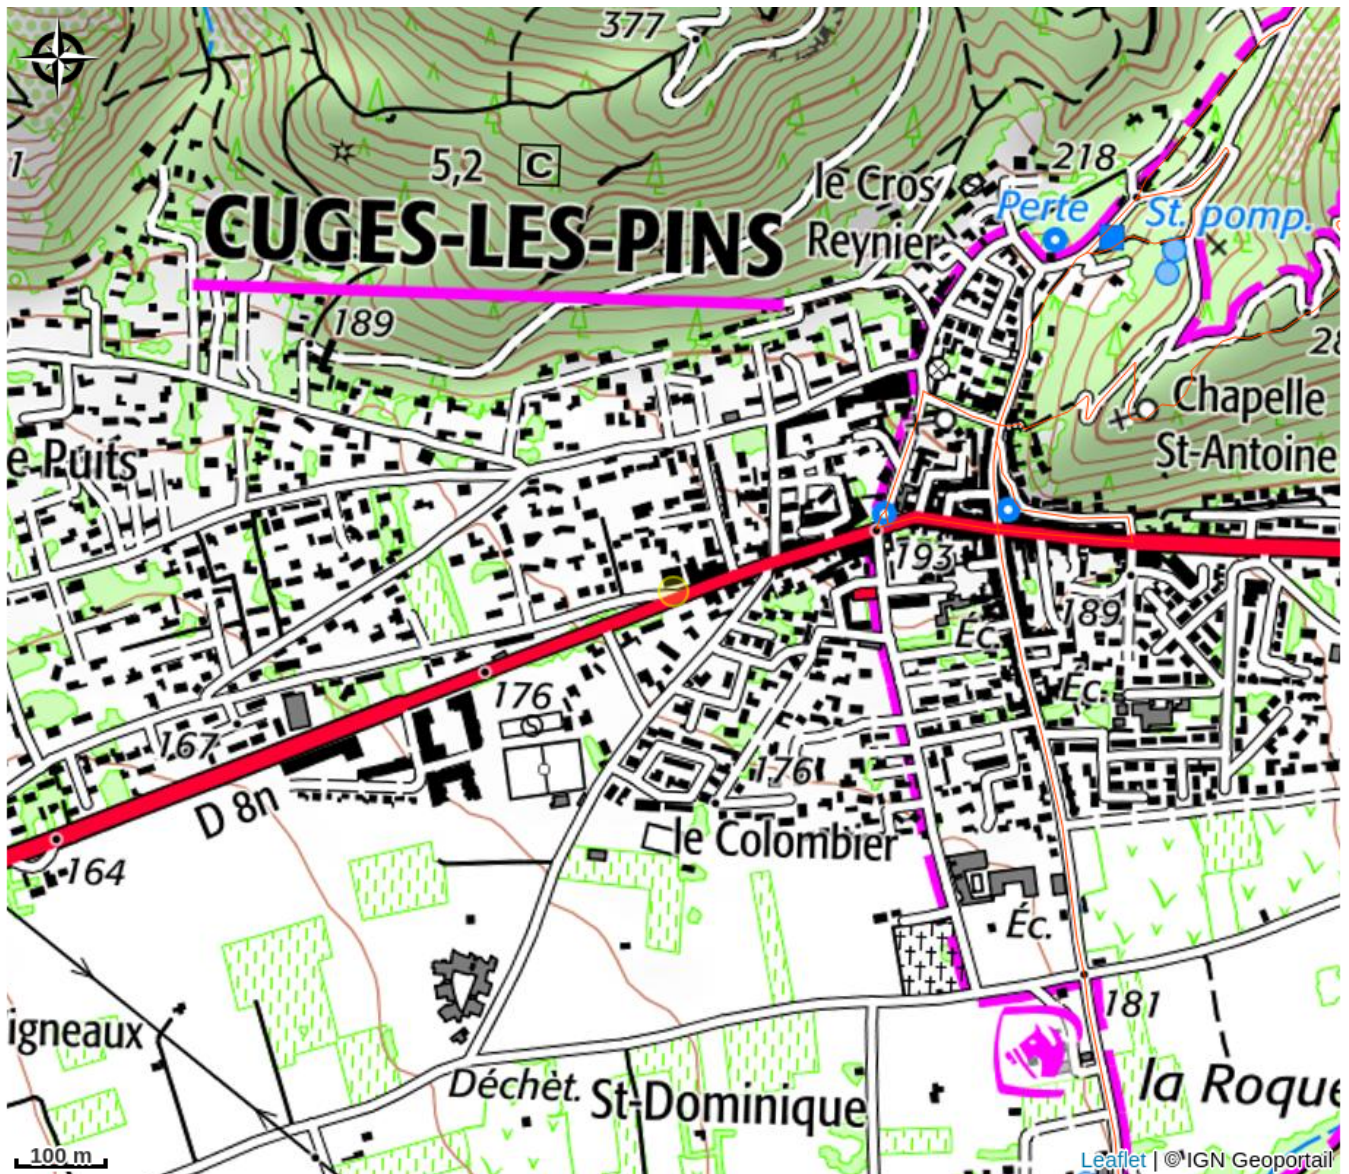 377
218
5,2 C
1
le Cros
Reynier
Perte
St. pomp.
CUGES-LES-PINS
189
28
Chapelle
St-Antoine
e Puits
193
189
Éc.
Éc.
176
167
176
D 8n
le Colombier
164
Éc.
181
igneaux
la Roque
Déchèt.
St-Dominique
100 m
Leaflet | © IGN Geoportail